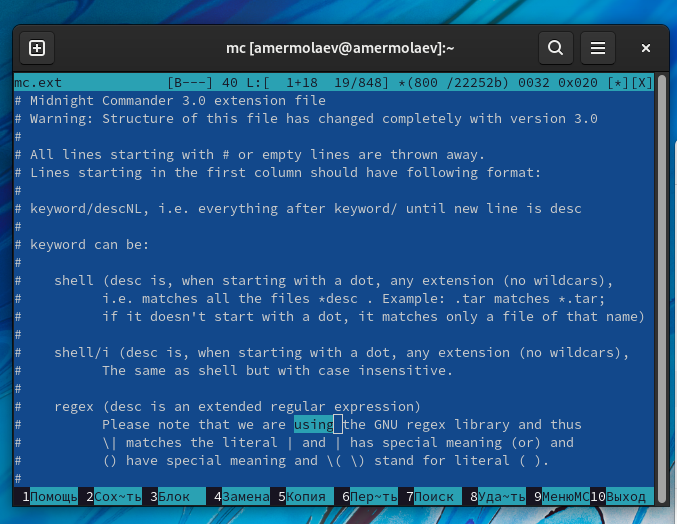 mc [amermolaev@amermolaev]:~
mc.ext [B---] 40 L:[ 1+18 19/848] *(800 /22252b) 0032 0x020 [*][X]
# Midnight Commander 3.0 extension file
# Warning: Structure of this file has changed completely with version 3.0
#
# All lines starting with # or empty lines are thrown away.
# Lines starting in the first column should have following format:
#
# keyword/descNL, i.e. everything after keyword/ until new line is desc
#
# keyword can be:
#
# shell (desc is, when starting with a dot, any extension (no wildcars),
# i.e. matches all the files *desc . Example: .tar matches *.tar;
# if it doesn't start with a dot, it matches only a file of that name)
#
# shell/i (desc is, when starting with a dot, any extension (no wildcars),
# The same as shell but with case insensitive.
#
# regex (desc is an extended regular expression)
# Please note that we are using the GNU regex library and thus
# \| matches the literal | and | has special meaning (or) and
# () have special meaning and \( \) stand for literal ( ).
#
1Помощь 2Сох~ть 3Блок 4Замена 5Копия 6Пер~ть 7Поиск 8Уда~ть 9МенюMC 10Выход